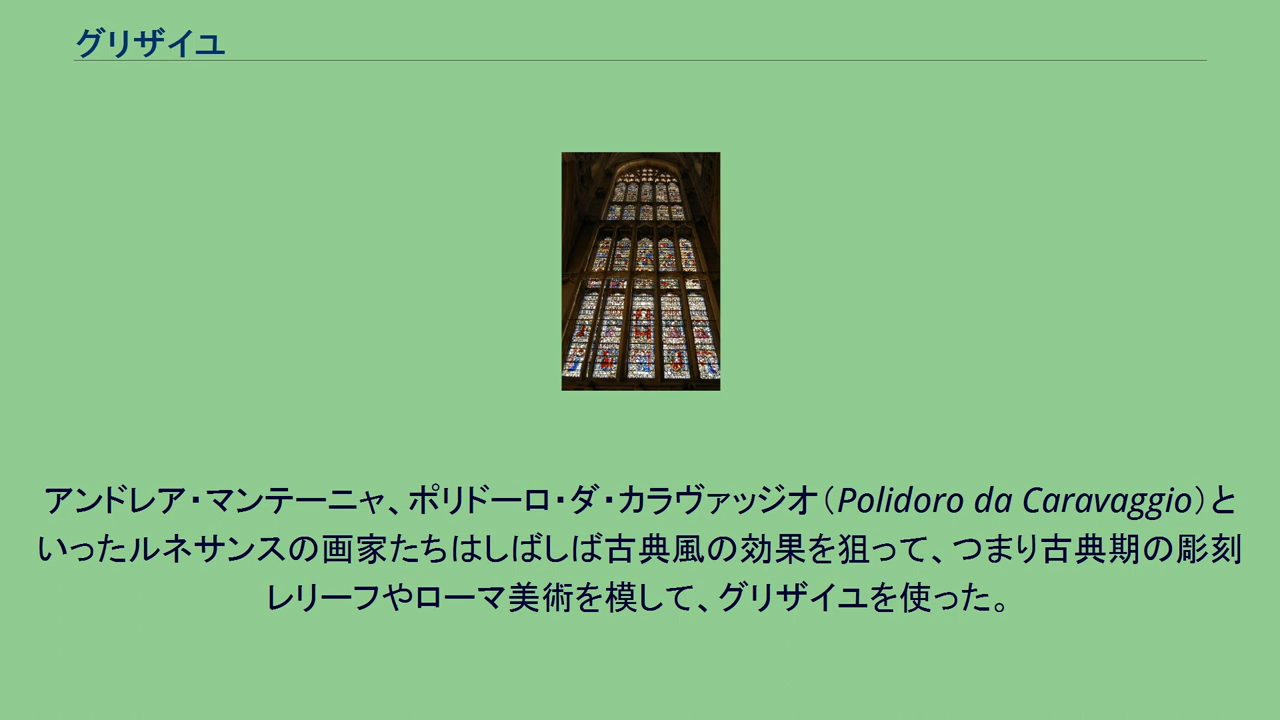 グリザイユ
アンドレア・マンテーニャ、ポリドーロ・ダ・カラヴァッジオ（Polidoro da Caravaggio）と
いったルネサンスの画家たちはしばしば古典風の効果を狙って、つまり古典期の彫刻
レリーフやローマ美術を模して、グリザイユを使った。